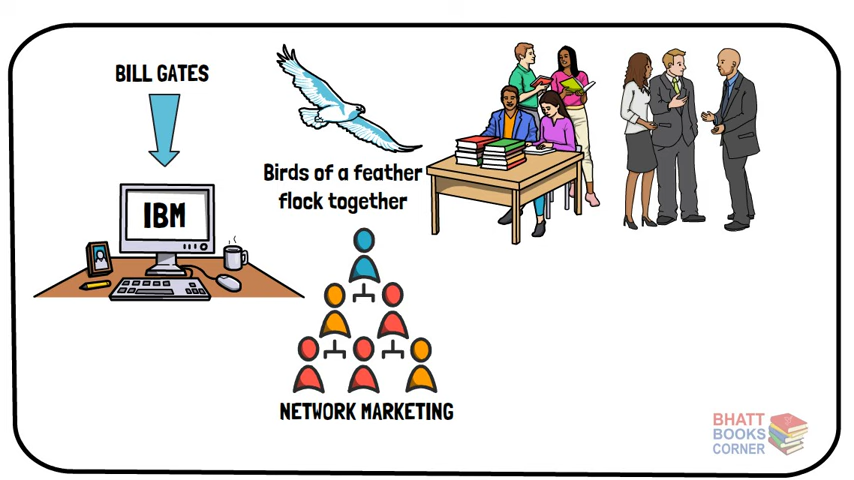 BILL GATES
IBM
Birds of a feather
flock together
NETWORK MARKETING
BHATT
BOOKS
CORNER